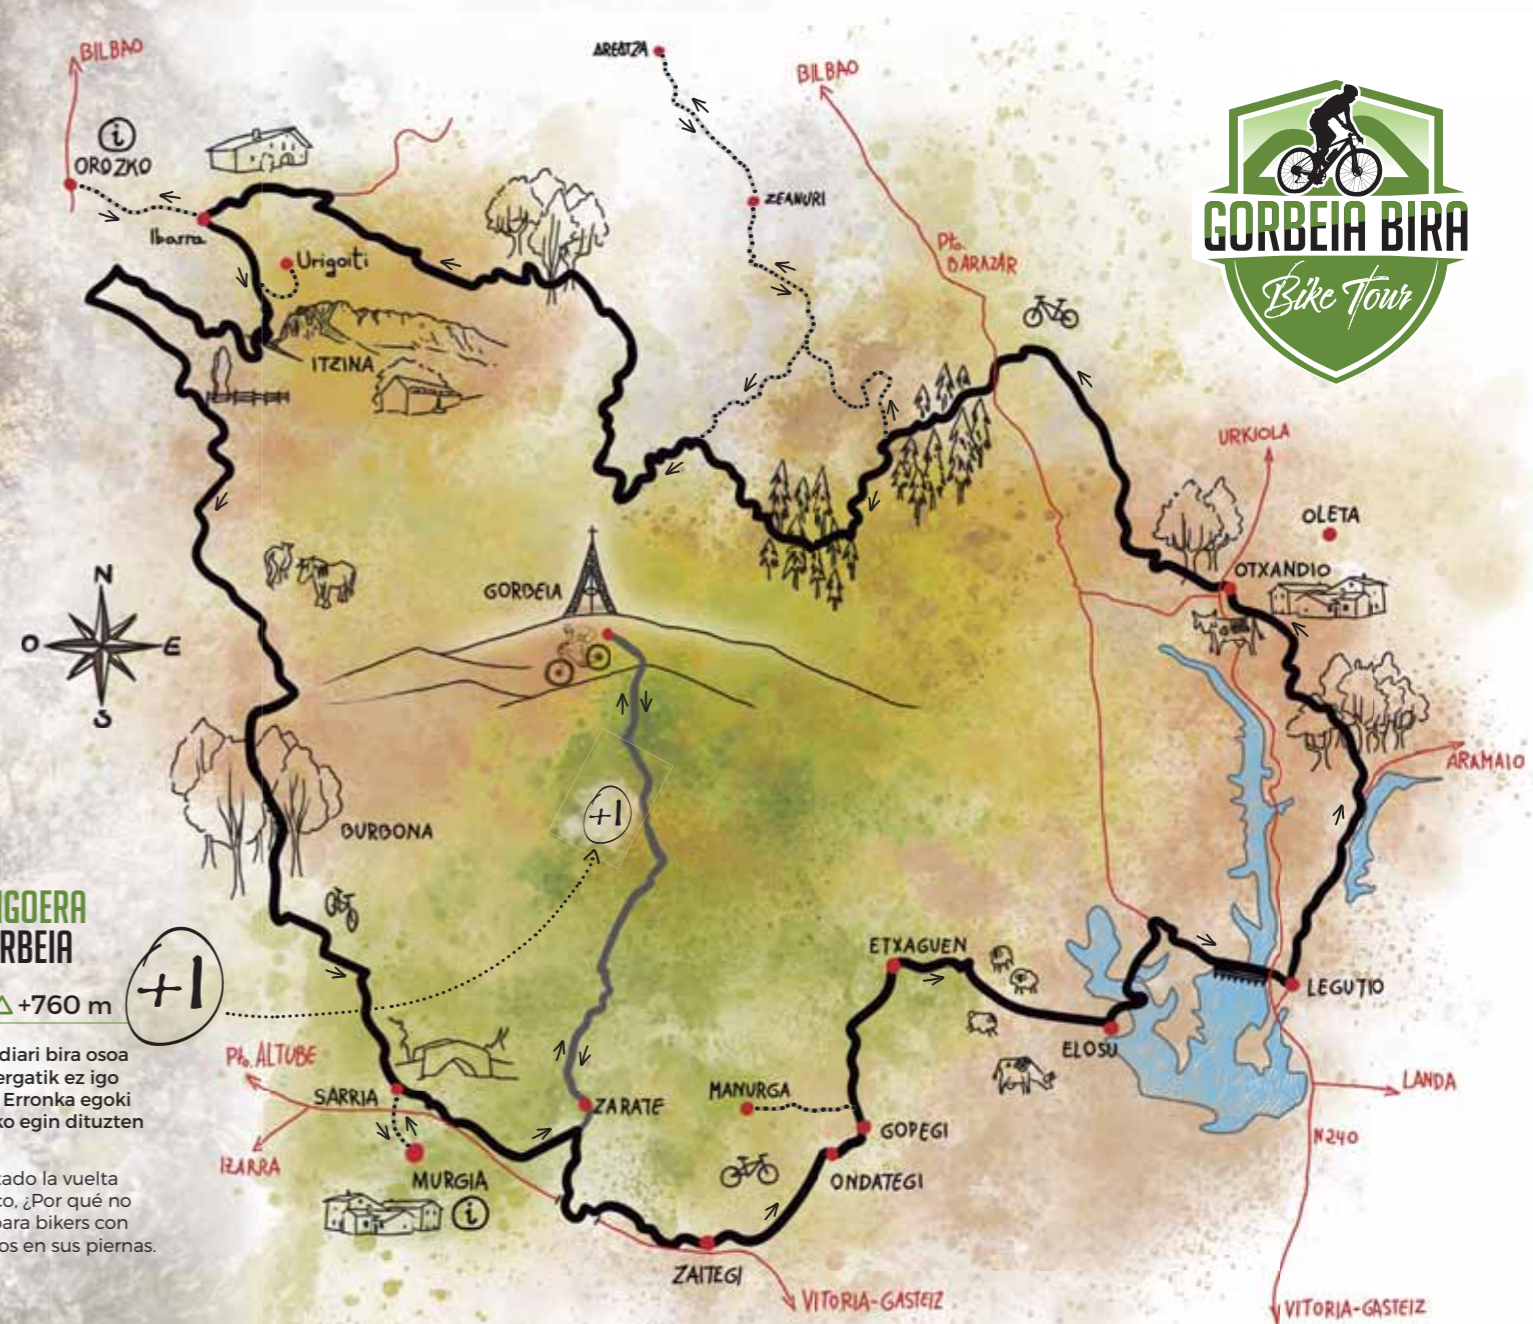 BILBAO
AREATZA
BILBAO
i
OROZKO
ZEANURI
Ibarra
Urigoiti
Pto.
BARAZAR
GORBEIA BIRA
Bike Tour
ITZINA
URKIOLA
OLETA
OTXANDIO
N
O
E
S
GORBEIA
ARAMAIO
+1
BURBONA
IGOERA
RBEIA
+760 m
+1
diari bira osoa
ergatik ez igo
Erronka egoki
ko egin dituzten
tado la vuelta
co, ¿Por qué no
para bikers con
os en sus piernas.
ETXAGUEN
LEGUTIO
ELOSU
Pto. ALTUBE
SARRIA
ZARATE
MANURGA
GOPEGI
LANDA
N240
IZARRA
MURGIA
i
ONDATEGI
ZAITEGI
VITORIA-GASTEIZ
VITORIA-GASTEIZ